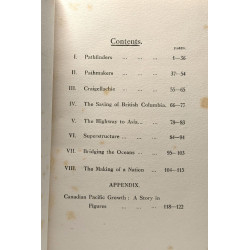 Contents.
PAGES
I. Pathfinders ... ... ... 1—36
II. Pathmakers ... ... ... 37—54
III. Craigellachie ... ... ... 55—65
IV. The Saving of British Columbia. 66—77
V. The Highway to Asia... ... ... 78—83
VI. Superstructure ... ... ... 84—94
VII. Bridging the Oceans ... ... 95—103
VIII. The Making of a Nation ... 104—113
APPENDIX.
Canadian Pacific Growth: A Story in
Figures ... ... ... 118—122